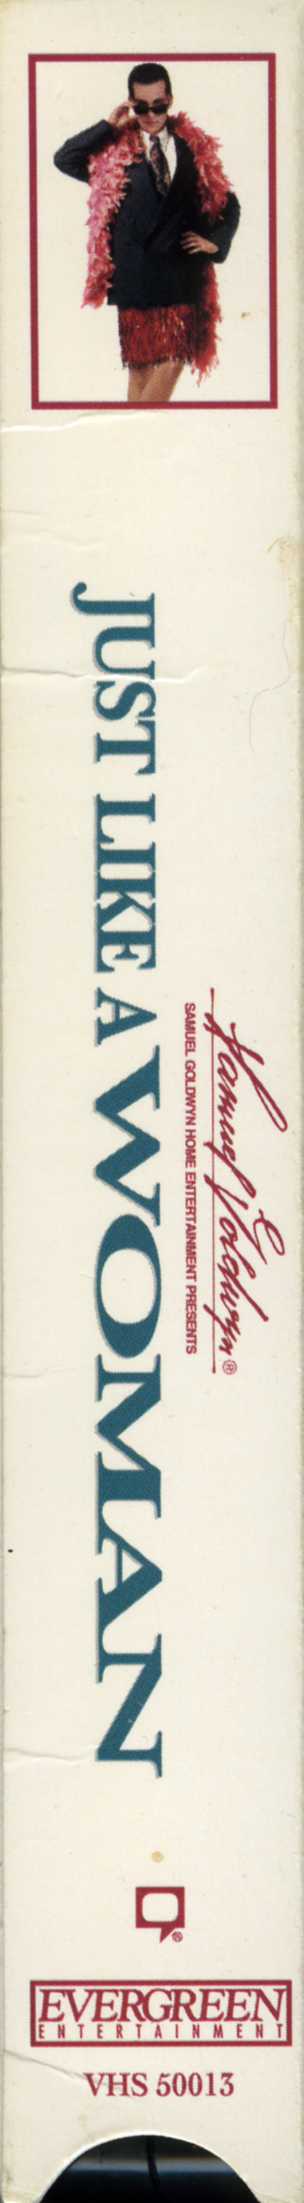 Samuel Goldwyn®
SAMUEL GOLDWYN HOME ENTERTAINMENT PRESENTS
JUST LIKE A WOMAN
®
EVERGREEN
ENTERTAINMENT
VHS 50013